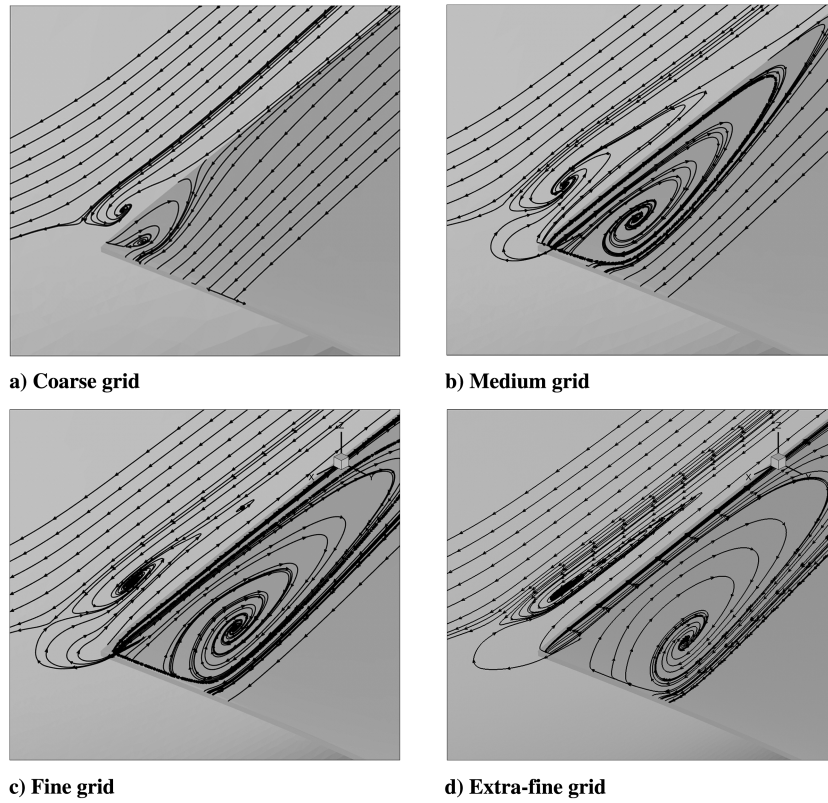 a) Coarse grid
b) Medium grid
Z
X
Y
Z
X
Y
c) Fine grid
d) Extra-fine grid